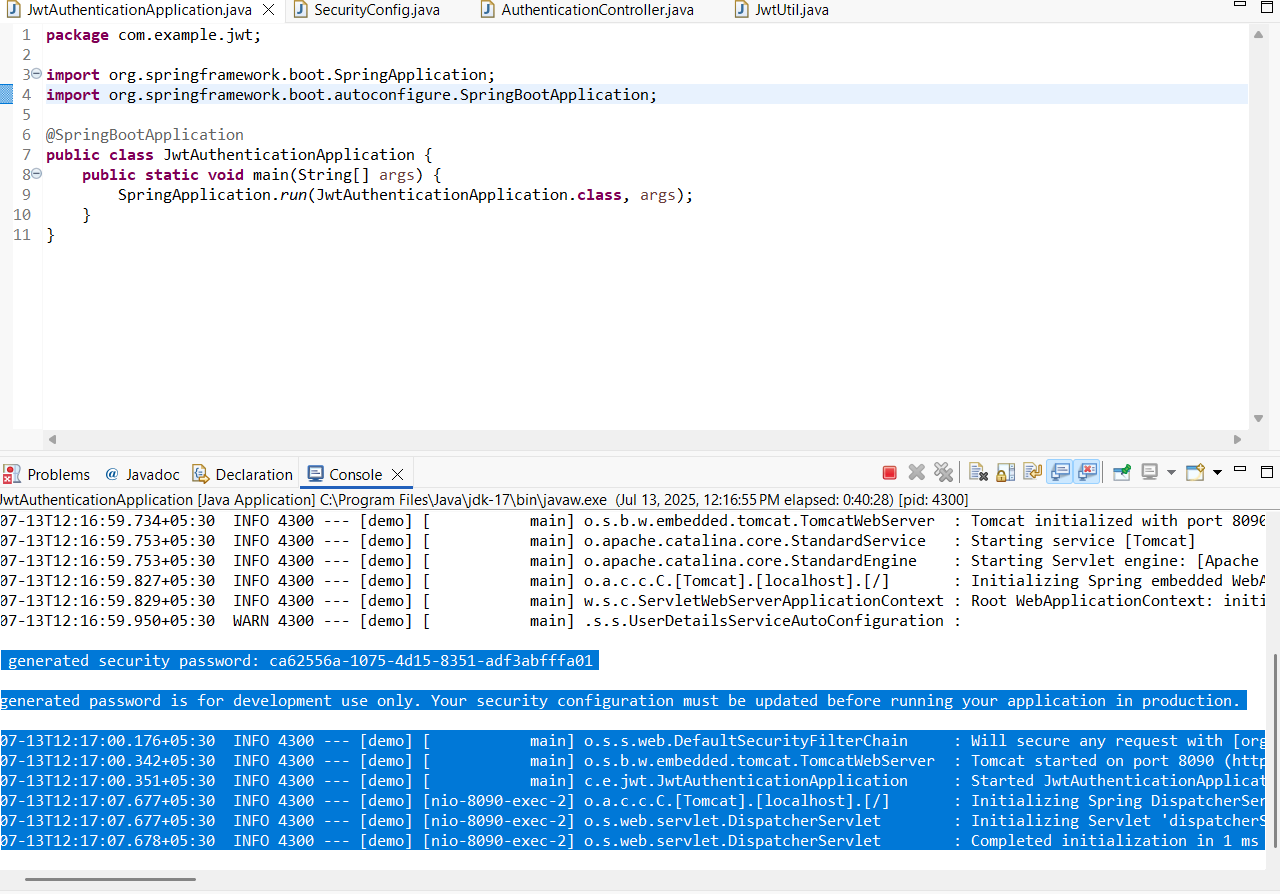 JwtAuthenticationApplication.java SecurityConfig.java AuthenticationController.java JwtUtil.java
1 package com.example.jwt;
2
3 import org.springframework.boot.SpringApplication;
4 import org.springframework.boot.autoconfigure.SpringBootApplication;
5
6 @SpringBootApplication
7 public class JwtAuthenticationApplication {
8 public static void main(String[] args) {
9 SpringApplication.run(JwtAuthenticationApplication.class, args);
10 }
11 }
Problems Javadoc Declaration Console
JwtAuthenticationApplication [Java Application] C:\Program Files\Java\jdk-17\bin\javaw.exe (Jul 13, 2025, 12:16:55 PM elapsed: 0:40:28) [pid: 4300]
07-13T12:16:59.734+05:30 INFO 4300 --- [demo] [ main] o.s.b.w.embedded.tomcat.TomcatWebServer : Tomcat initialized with port 8090
07-13T12:16:59.753+05:30 INFO 4300 --- [demo] [ main] o.apache.catalina.core.StandardService : Starting service [Tomcat]
07-13T12:16:59.753+05:30 INFO 4300 --- [demo] [ main] o.apache.catalina.core.StandardEngine : Starting Servlet engine: [Apache
07-13T12:16:59.827+05:30 INFO 4300 --- [demo] [ main] o.a.c.c.C.[Tomcat].[localhost].[/] : Initializing Spring embedded WebA
07-13T12:16:59.829+05:30 INFO 4300 --- [demo] [ main] w.s.c.ServletWebServerApplicationContext : Root WebApplicationContext: initi
07-13T12:16:59.950+05:30 WARN 4300 --- [demo] [ main] .s.s.UserDetailsServiceAutoConfiguration :
generated security password: ca62556a-1075-4d15-8351-adf3abfffa01
generated password is for development use only. Your security configuration must be updated before running your application in production.
07-13T12:17:00.176+05:30 INFO 4300 --- [demo] [ main] o.s.s.web.DefaultSecurityFilterChain : Will secure any request with [org
07-13T12:17:00.342+05:30 INFO 4300 --- [demo] [ main] o.s.b.w.embedded.tomcat.TomcatWebServer : Tomcat started on port 8090 (http
07-13T12:17:00.351+05:30 INFO 4300 --- [demo] [ main] c.e.jwt.JwtAuthenticationApplication : Started JwtAuthenticationApplicat
07-13T12:17:07.677+05:30 INFO 4300 --- [demo] [nio-8090-exec-2] o.a.c.c.C.[Tomcat].[localhost].[/] : Initializing Spring DispatcherSer
07-13T12:17:07.677+05:30 INFO 4300 --- [demo] [nio-8090-exec-2] o.s.web.servlet.DispatcherServlet : Initializing Servlet 'dispatcherS
07-13T12:17:07.678+05:30 INFO 4300 --- [demo] [nio-8090-exec-2] o.s.web.servlet.DispatcherServlet : Completed initialization in 1 ms